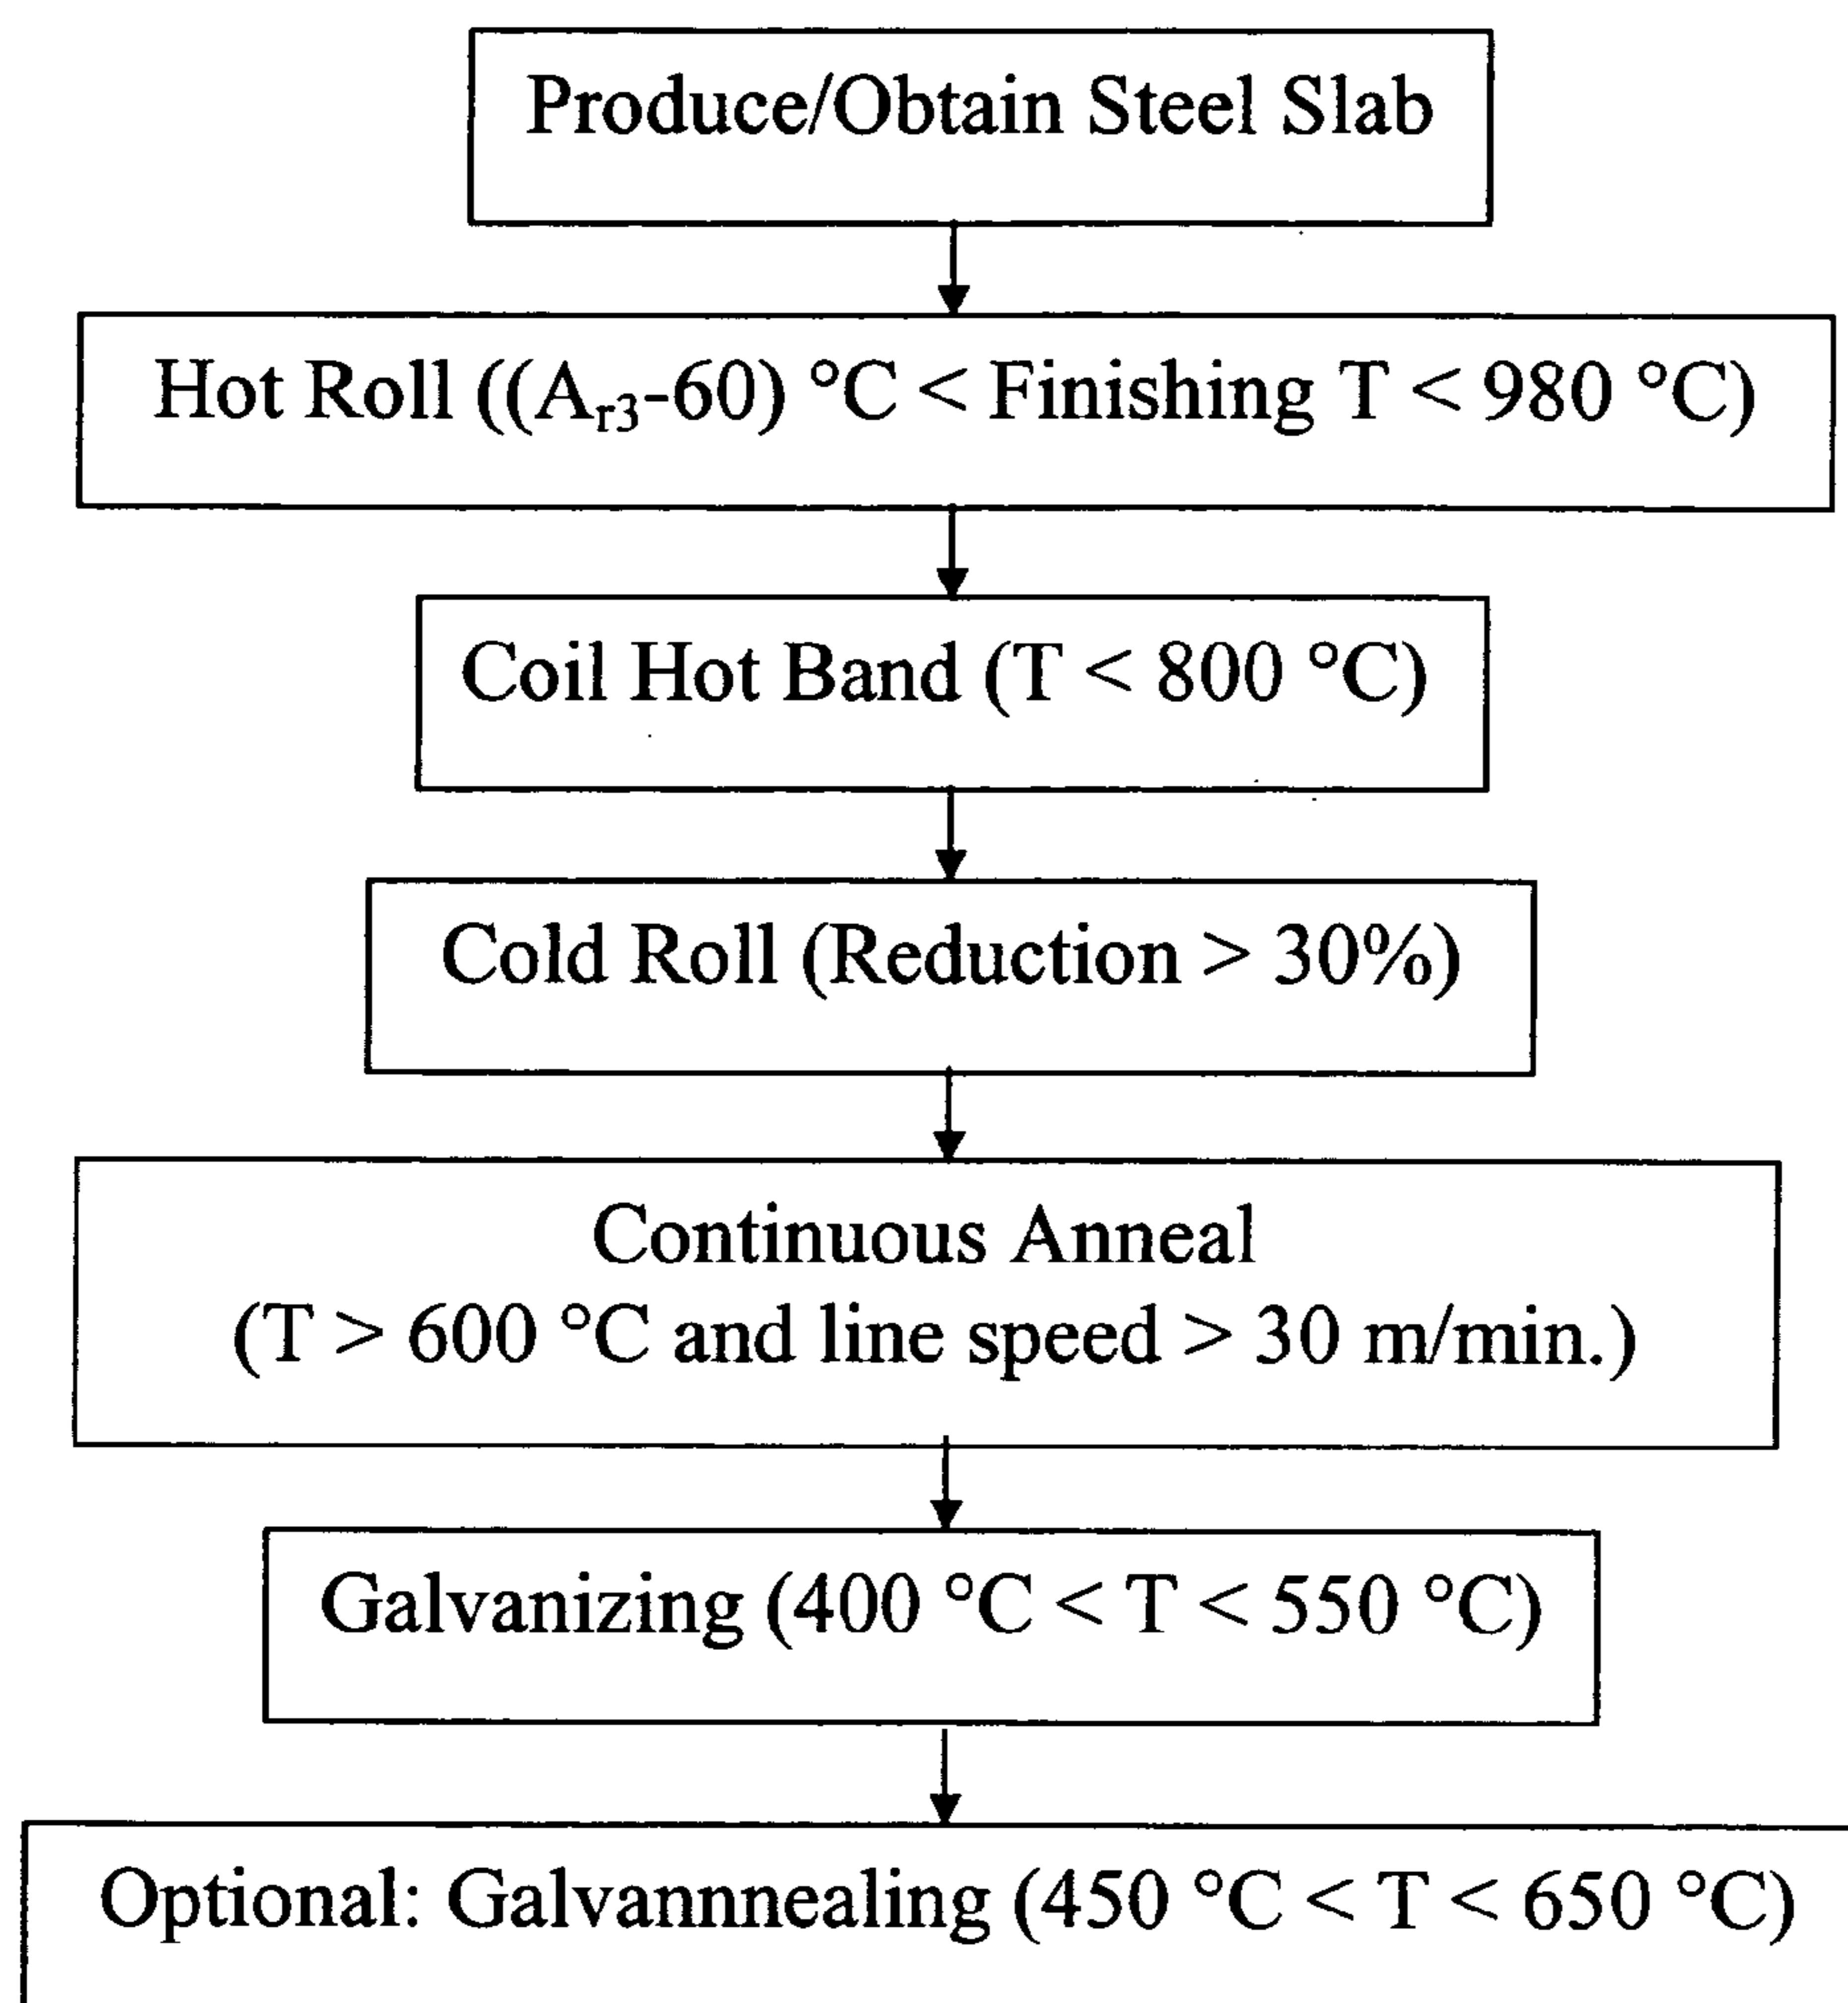 Produce/Obtain Steel Slab
Hot Roll ((Ar3-60) °C < Finishing T < 980 °C)
Coil Hot Band (T < 800 °C)
Cold Roll (Reduction > 30%)
Continuous Anneal
(T > 600 °C and line speed > 30 m/min.)
Galvanizing (400 °C < T < 550 °C)
Optional: Galvannnealing (450 °C < T < 650 °C)